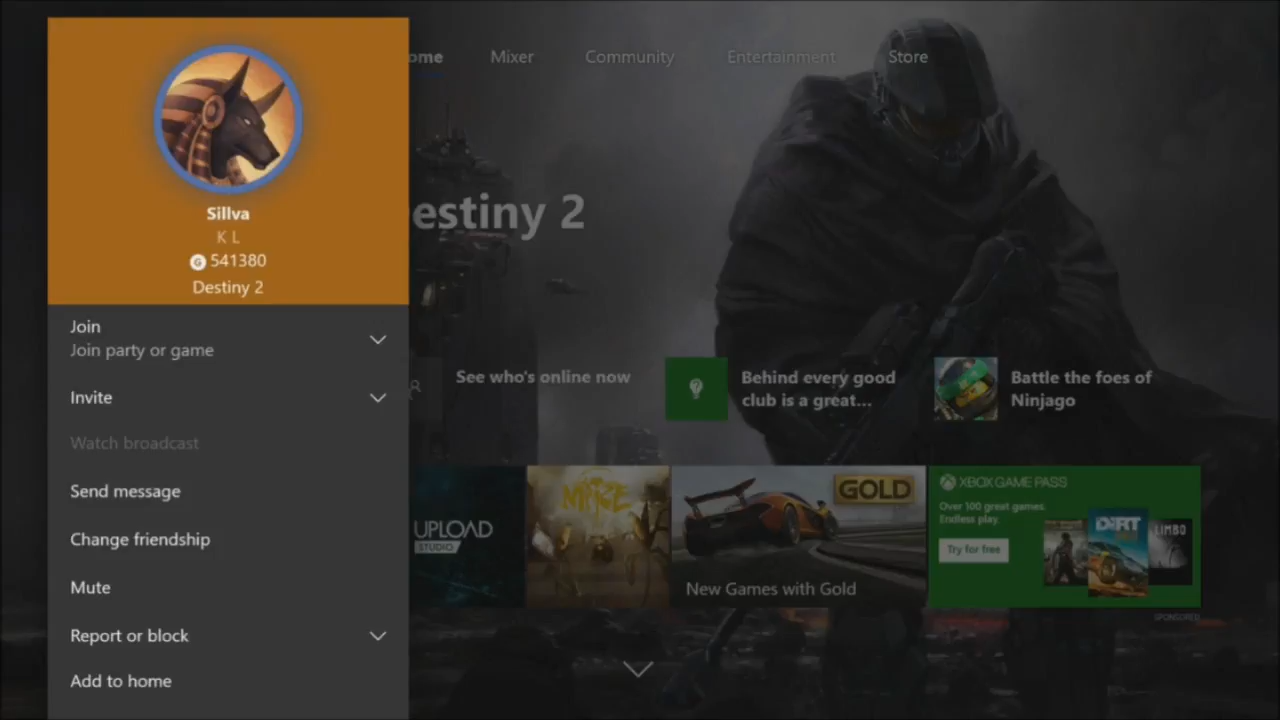 Sillva
K L
G 541380
Destiny 2
Join
Join party or game
Invite
Watch broadcast
Send message
Change friendship
Mute
Report or block
Add to home
ome
Mixer
Community
Entertainment
Store
estiny 2
See who's online now
Behind every good
club is a great...
Battle the foes of
Ninjago
UPLOAD
STUDIO
MAIZE
GOLD
New Games with Gold
XBOX GAME PASS
Over 100 great games.
Endless play.
Try for free
DiRT
LIMBO
SPONSORED